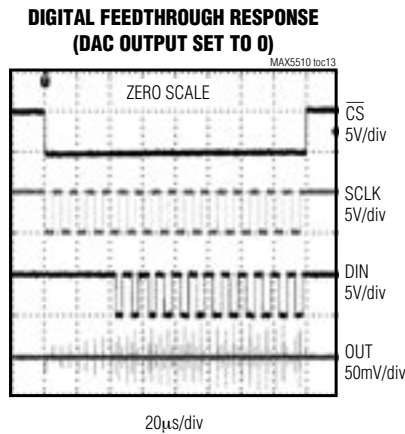 DIGITAL FEEDTHROUGH RESPONSE
(DAC OUTPUT SET TO 0)
MAX5510 toc13
ZERO SCALE
CS
5V/div
SCLK
5V/div
DIN
5V/div
OUT
50mV/div
20μs/div